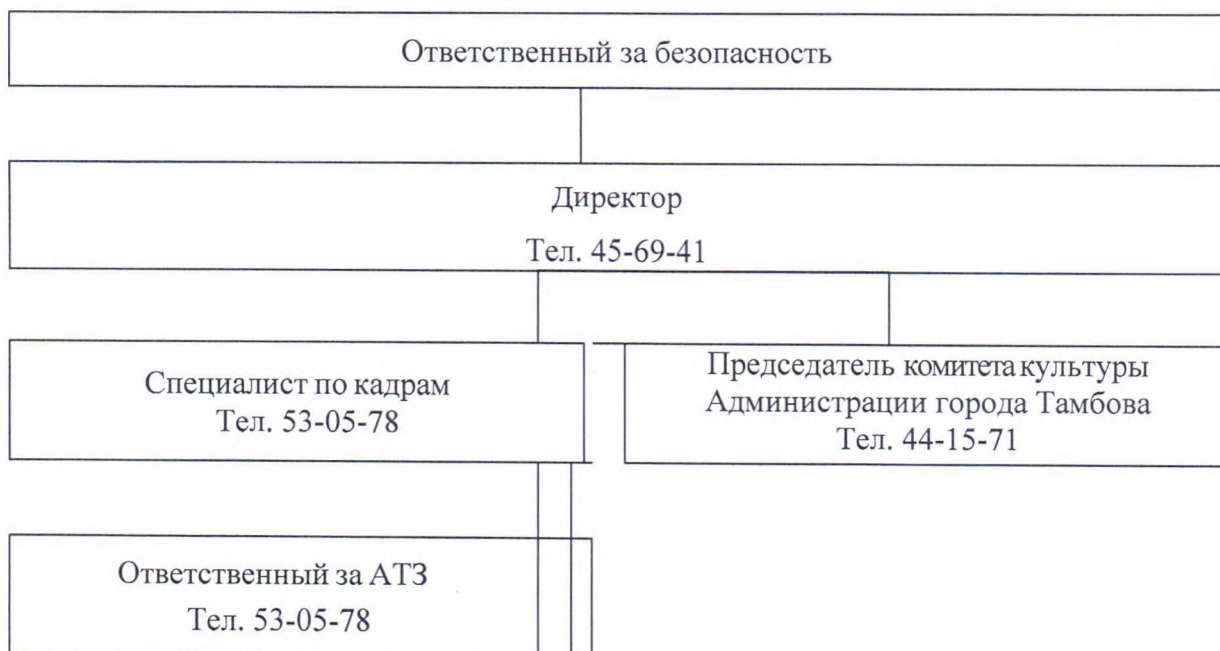 Ответственный за безопасность
Директор
Тел. 45-69-41
Специалист по кадрам
Тел. 53-05-78
Председатель комитета культуры
Администрации города Тамбова
Тел. 44-15-71
Ответственный за АТЗ
Тел. 53-05-78